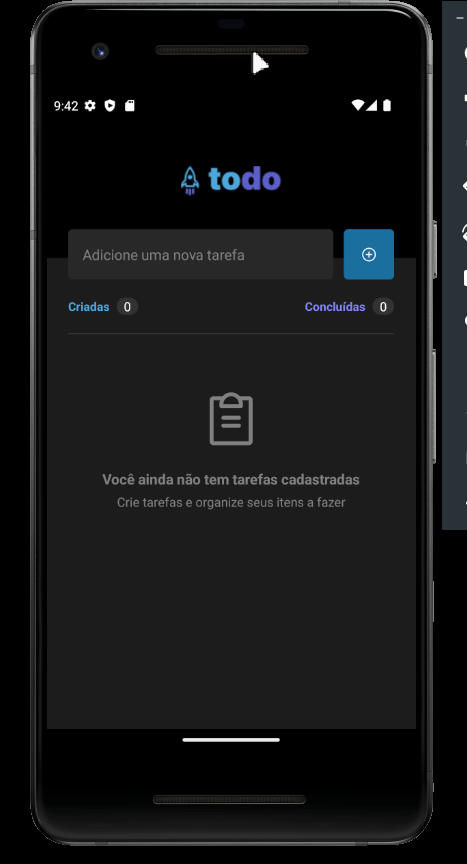 9:42
todo
Adicione uma nova tarefa
Criadas 0 Concluídas 0
Você ainda não tem tarefas cadastradas
Crie tarefas e organize seus itens a fazer